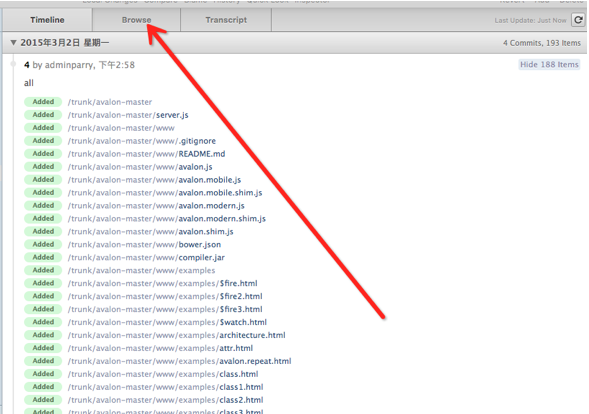 Timeline Browse Transcript Last Update: Just Now
2015年3月2日 星期一 4 Commits, 193 Items
4 by adminparry, 下午2:58 Hide 188 Items
all
Added /trunk/avalon-master
Added /trunk/avalon-master/server.js
Added /trunk/avalon-master/www
Added /trunk/avalon-master/www/.gitignore
Added /trunk/avalon-master/www/README.md
Added /trunk/avalon-master/www/avalon.js
Added /trunk/avalon-master/www/avalon.mobile.js
Added /trunk/avalon-master/www/avalon.mobile.shim.js
Added /trunk/avalon-master/www/avalon.modern.js
Added /trunk/avalon-master/www/avalon.modern.shim.js
Added /trunk/avalon-master/www/avalon.shim.js
Added /trunk/avalon-master/www/bower.json
Added /trunk/avalon-master/www/compiler.jar
Added /trunk/avalon-master/www/examples
Added /trunk/avalon-master/www/examples/$fire.html
Added /trunk/avalon-master/www/examples/$fire2.html
Added /trunk/avalon-master/www/examples/$fire3.html
Added /trunk/avalon-master/www/examples/$watch.html
Added /trunk/avalon-master/www/examples/architecture.html
Added /trunk/avalon-master/www/examples/attr.html
Added /trunk/avalon-master/www/examples/avalon.repeat.html
Added /trunk/avalon-master/www/examples/class.html
Added /trunk/avalon-master/www/examples/class1.html
Added /trunk/avalon-master/www/examples/class2.html
Added /trunk/avalon-master/www/examples/class3.html